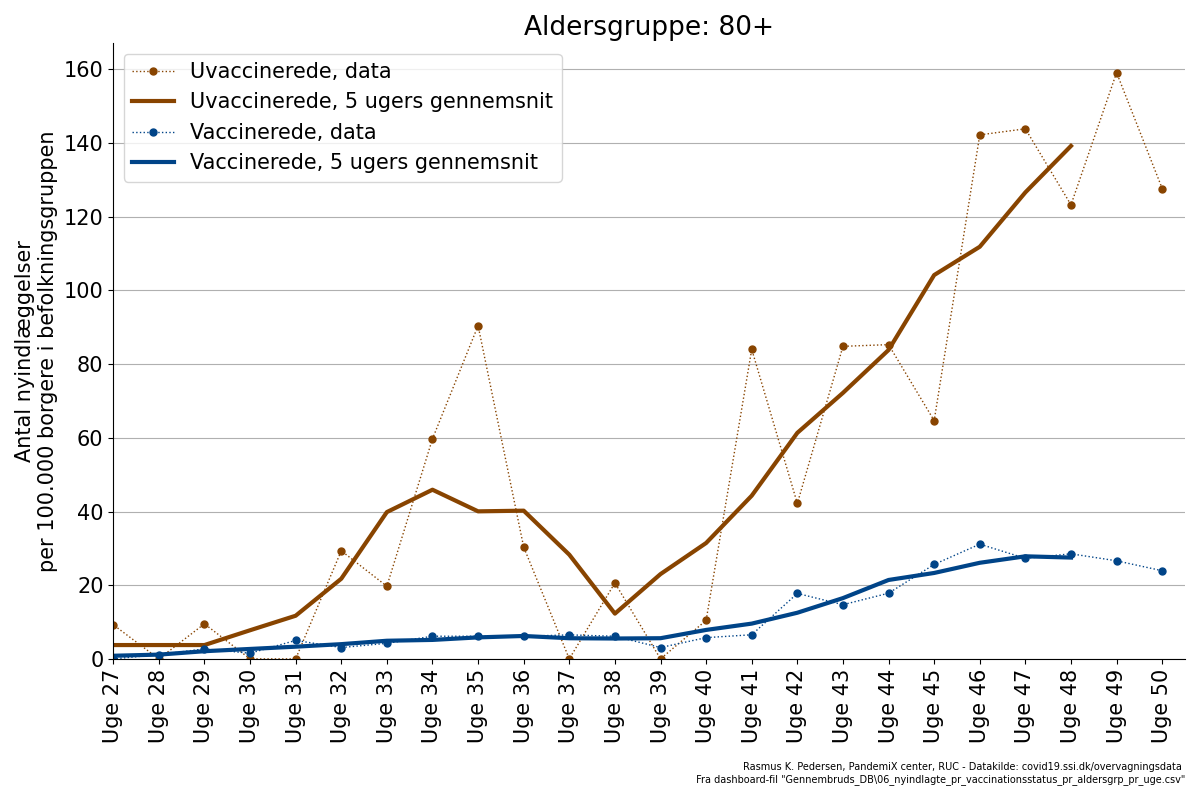 Aldersgruppe: 80+
Uvaccinerede, data
Uvaccinerede, 5 ugers gennemsnit
Vaccinerede, data
Vaccinerede, 5 ugers gennemsnit
Antal nyindlæggelser
per 100.000 borgere i befolkningsgruppen
160
140
120
100
80
60
40
20
0
Uge 27
Uge 28
Uge 29
Uge 30
Uge 31
Uge 32
Uge 33
Uge 34
Uge 35
Uge 36
Uge 37
Uge 38
Uge 39
Uge 40
Uge 41
Uge 42
Uge 43
Uge 44
Uge 45
Uge 46
Uge 47
Uge 48
Uge 49
Uge 50
Rasmus K. Pedersen, PandemiX center, RUC - Datakilde: covid19.ssi.dk/overvagningsdata
Fra dashboard-fil "Gennembruds_DB\06_nyindlagte_pr_vaccinationsstatus_pr_aldersgrp_pr_uge.csv"